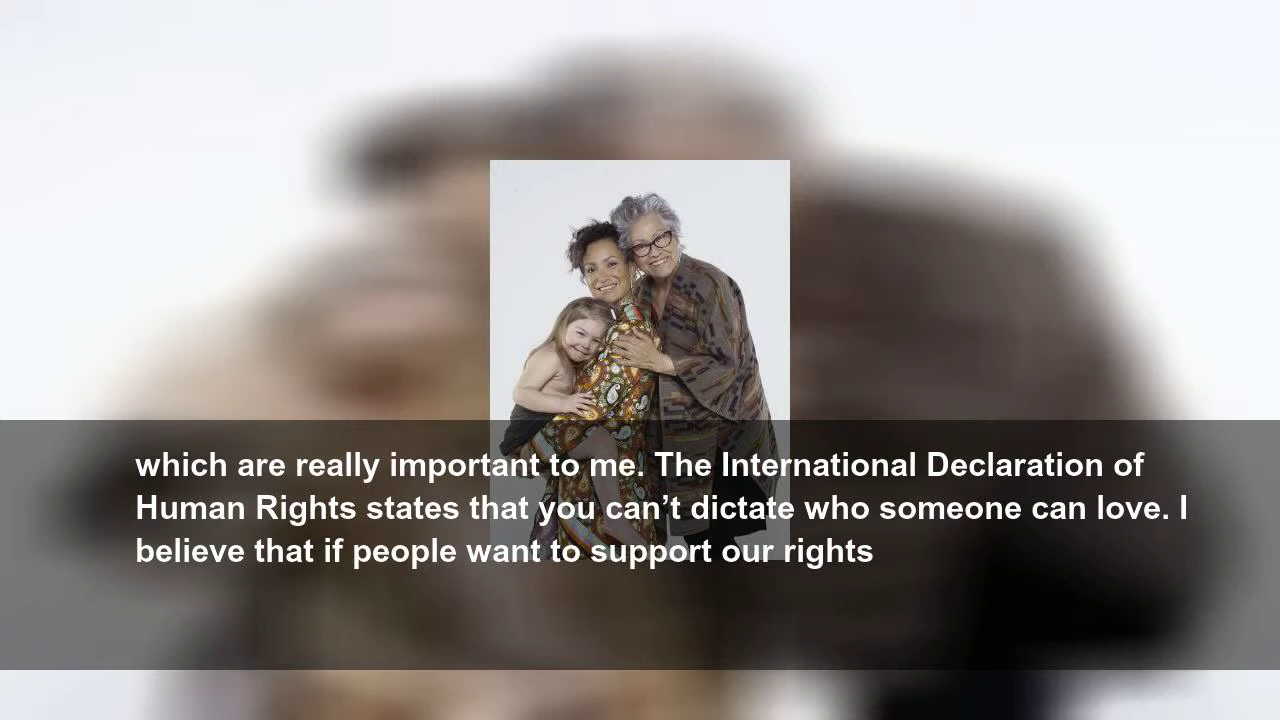 which are really important to me. The International Declaration of
Human Rights states that you can’t dictate who someone can love. I
believe that if people want to support our rights